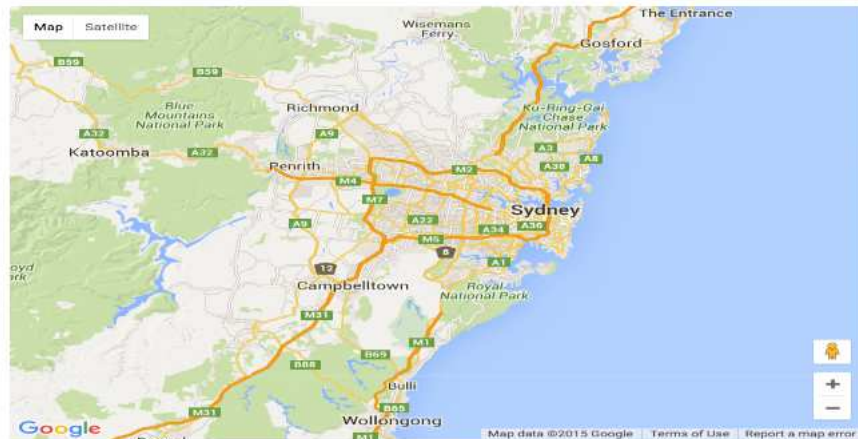 The Entrance
Map Satellite
Wisemans
Ferry
Gosford
B59
B59
Blue
Mountains
National Park
Richmond
Ku-Ring-Gai
Chase
National Park
A32
A9
A3
Katoomba
A32
Penrith
M2
A38
A8
M4
M7
Sydney
A9
A22
A34
A36
M5
6
A1
12
Campbelltown
Royal
National Park
M31
M1
B69
B88
Bulli
M31
B65
Wollongong
M1
Google
Map data ©2015 Google
Terms of Use
Report a map error